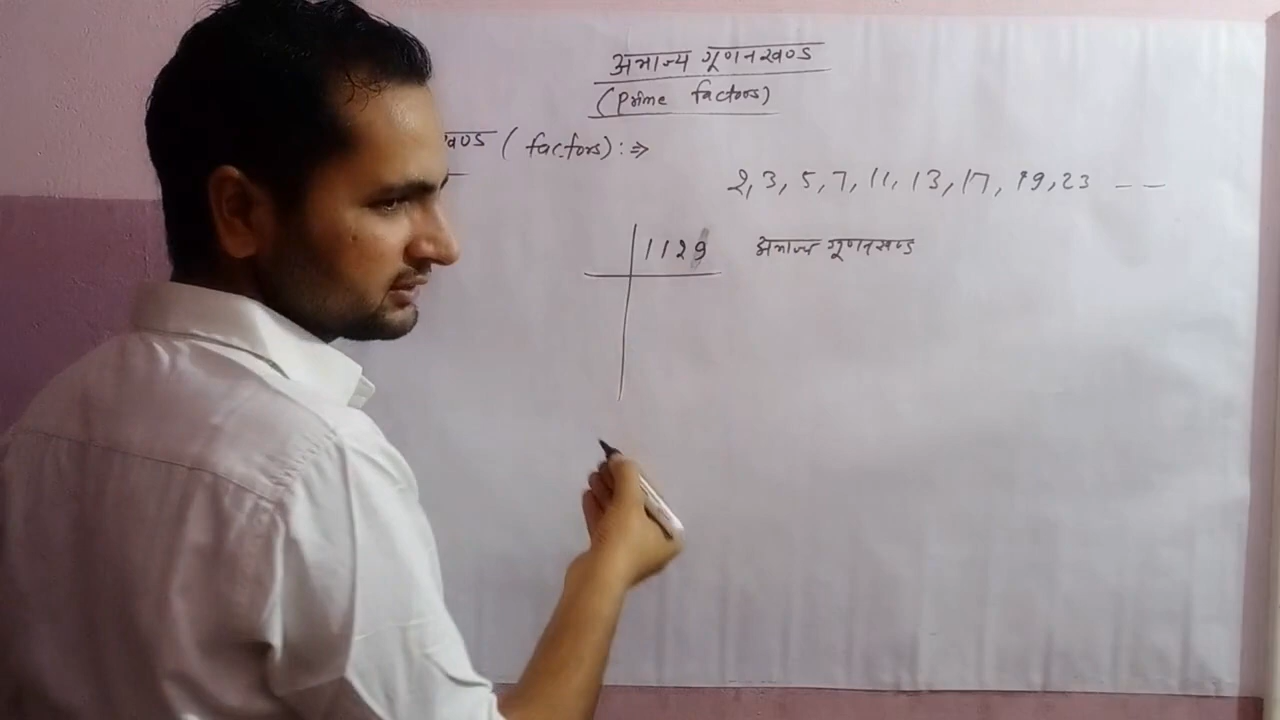 अभाज्य गूणनखण्ड
(Prime factors)
खण्ड (factors) : ⇒
2, 3, 5, 7, 11, 13, 17, 19, 23 – –
1129 अभाज्य गूणनखण्ड